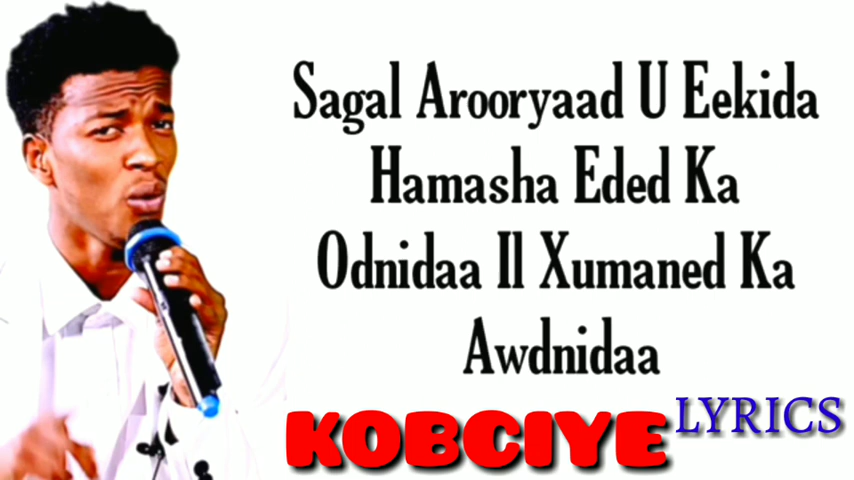 Sagal Arooryaad U Eekida
Hamasha Eded Ka
Odnidaa Il Xumaned Ka
Awdnidaa
KOBCIYE LYRICS